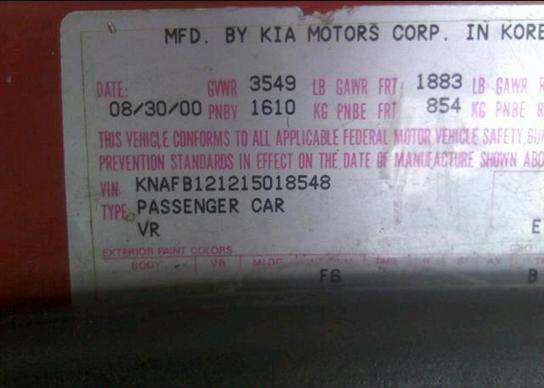 MFD. BY KIA MOTORS CORP. IN KORE
DATE: GVWR 3549 LB GAWR FRT 1883 LB GAWR R
08/30/00 PNBV 1610 KG PNBE FRT 854 KG PNBE R
THIS VEHICLE CONFORMS TO ALL APPLICABLE FEDERAL MOTOR VEHICLE SAFETY, BU
PREVENTION STANDARDS IN EFFECT ON THE DATE OF MANUFACTURE SHOWN ABO
VIN KNAFB121215018548
TYPE PASSENGER CAR
VR E
EXTERIOR PAINT COLORS
BODY VR MLDG
F6 B